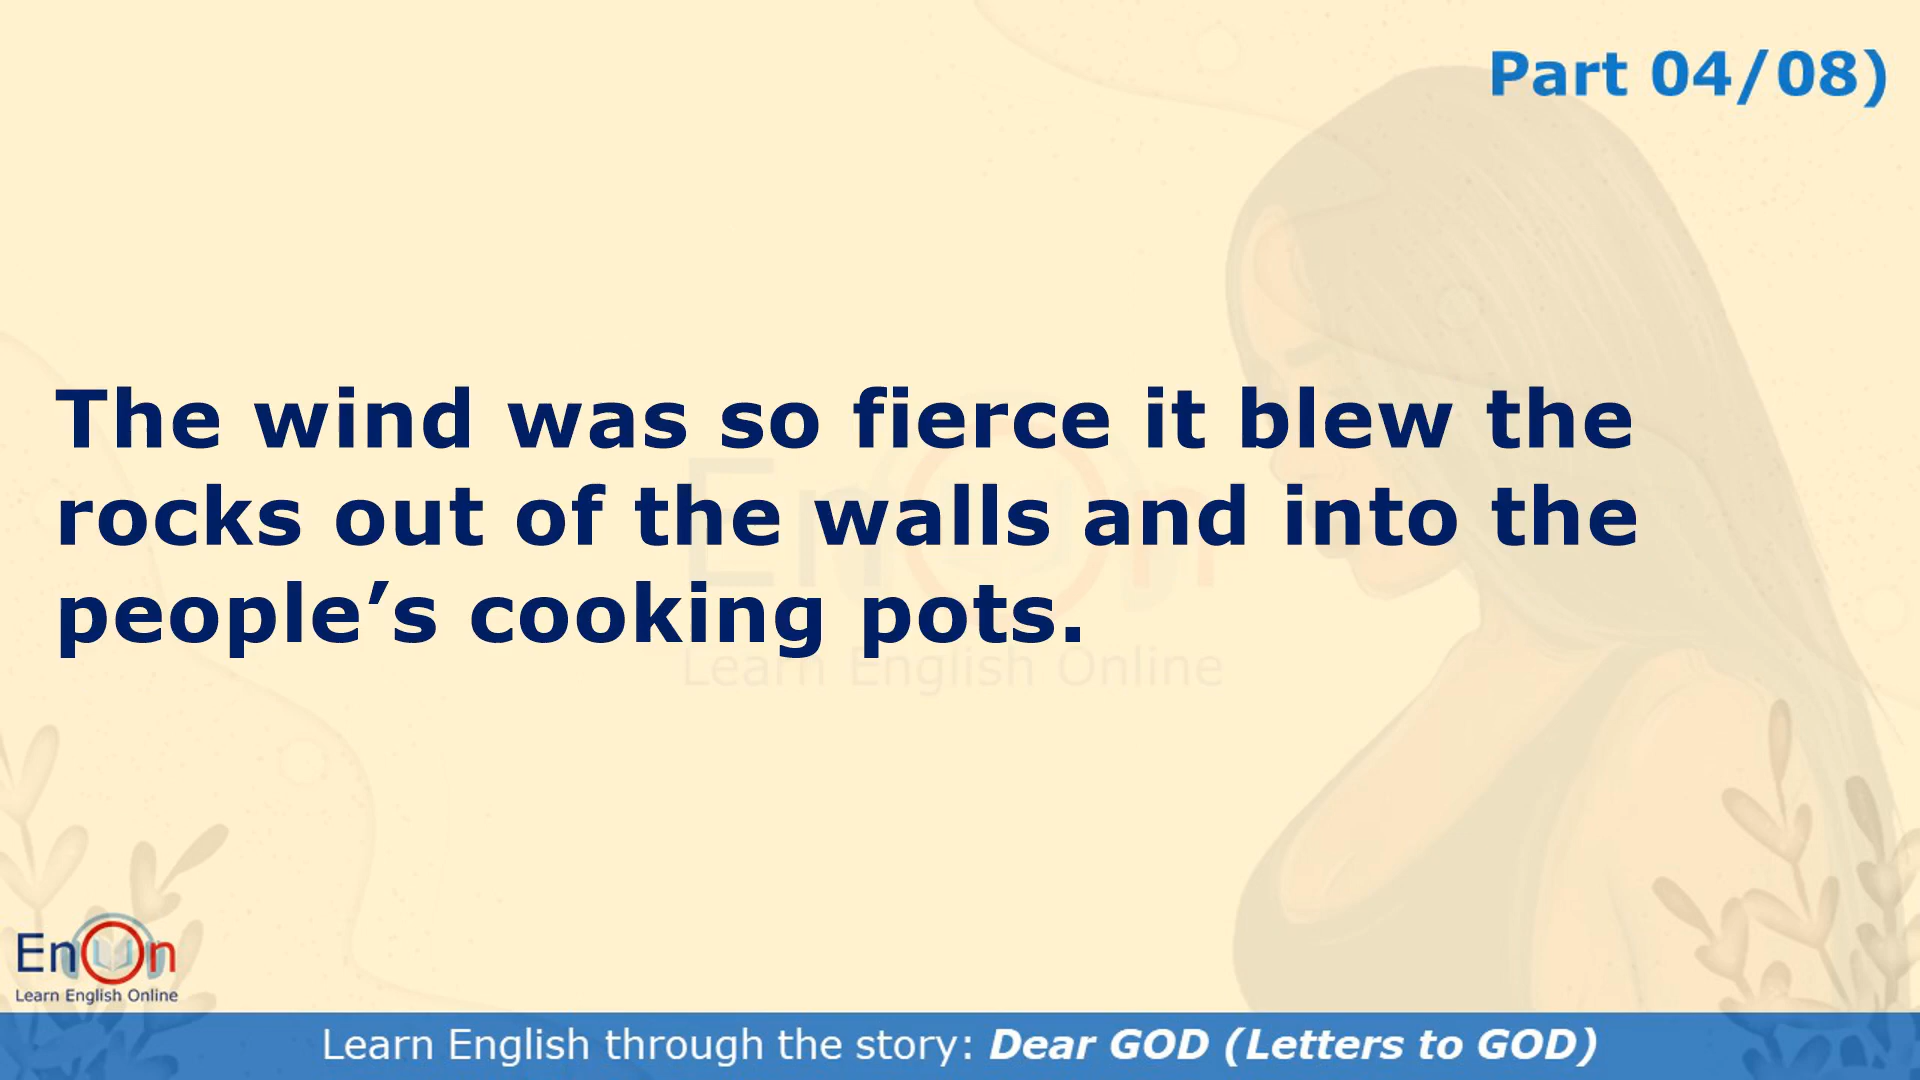 Part 04/08)
The wind was so fierce it blew the
rocks out of the walls and into the
people’s cooking pots.
EnOn
Learn English Online
EnOn
Learn English Online
Learn English through the story: Dear GOD (Letters to GOD)